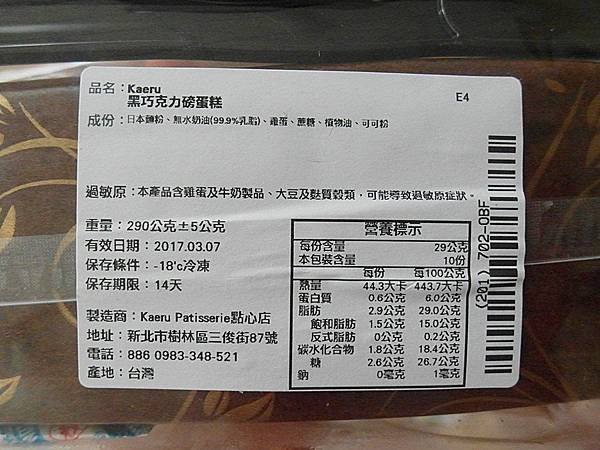 品名：Kaeru
黑巧克力磅蛋糕
E4
成份：日本麵粉、無水奶油(99.9%乳脂)、雞蛋、蔗糖、植物油、可可粉
過敏原：本產品含雞蛋及牛奶製品、大豆及麩質穀類，可能導致過敏原症狀。
重量：290公克±5公克
有效日期：2017.03.07
保存條件：-18°c冷凍
保存期限：14天
製造商：Kaeru Patisserie點心店
地址：新北市樹林區三俊街87號
電話：886 0983-348-521
產地：台灣
營養標示
每份含量 29公克
本包裝含量 10份
每份 每100公克
熱量 44.3大卡 443.7大卡
蛋白質 0.6公克 6.0公克
脂肪 2.9公克 29.0公克
飽和脂肪 1.5公克 15.0公克
反式脂肪 0公克 0.2公克
碳水化合物 1.8公克 18.4公克
糖 2.6公克 26.7公克
鈉 0毫克 1毫克
(201) 702-0BF